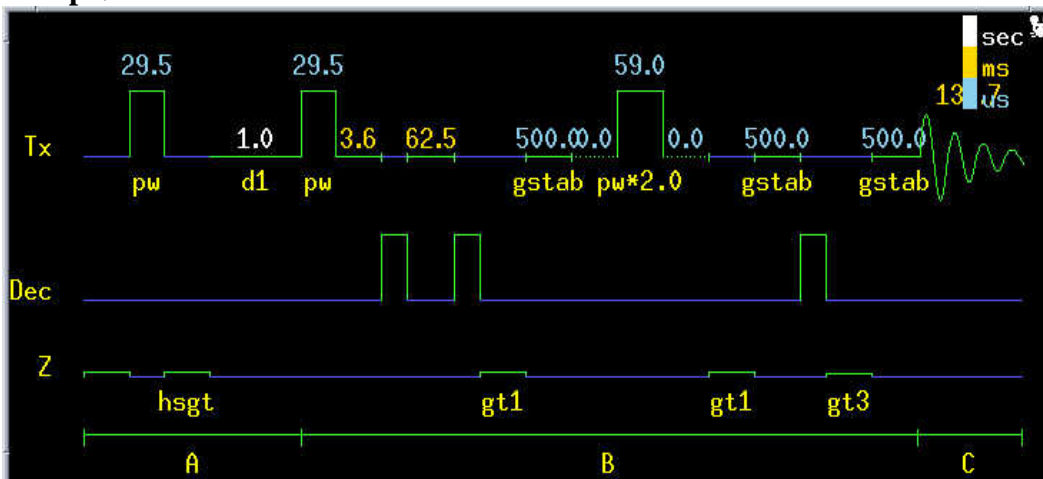 sec
29.5 29.5 59.0 ms
13 .7 us
Tx 1.0 3.6 62.5 500.0 0.0 0.0 500.0 500.0
pw d1 pw gstab pw*2.0 gstab gstab
Dec
Z
hsgt gt1 gt1 gt3
A B C